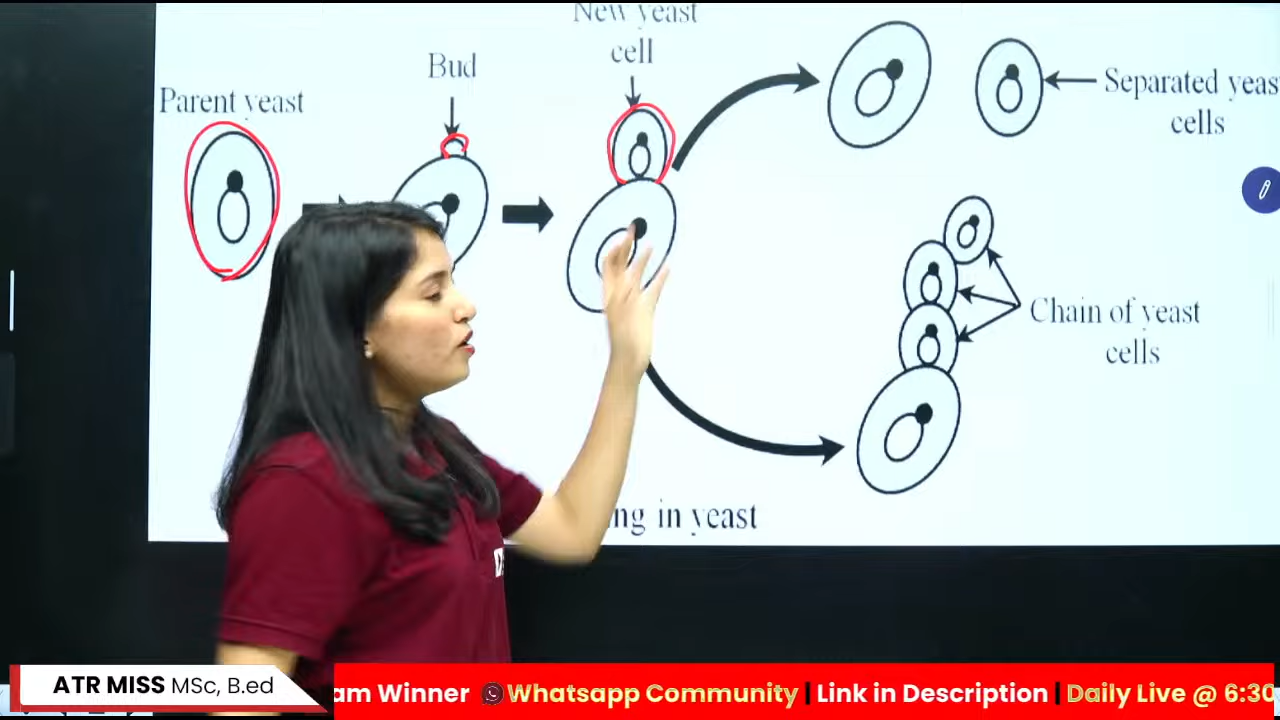 New yeast
cell
Bud
Parent yeast
Separated yeas
cells
Chain of yeast
cells
ng in yeast
ATR MISS MSc, B.ed
am Winner Whatsapp Community | Link in Description | Daily Live @ 6:30